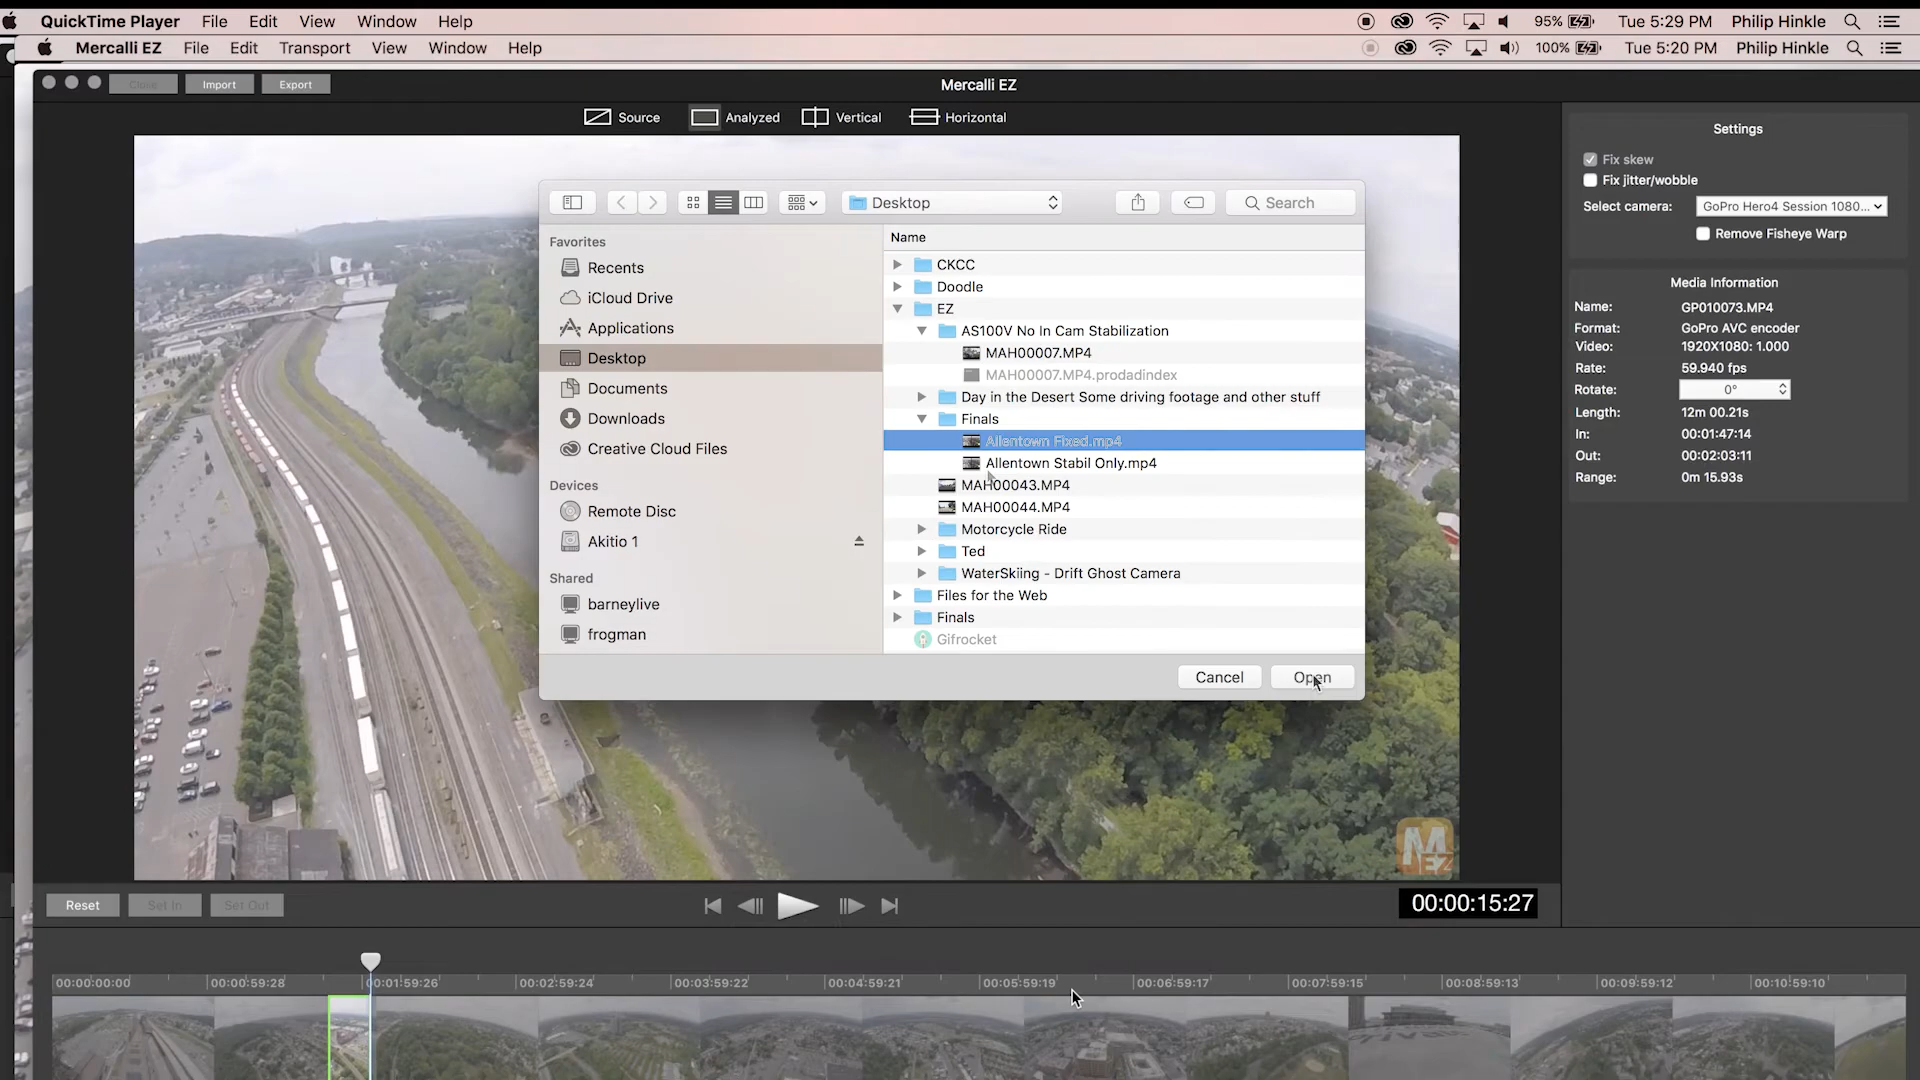 QuickTime Player File Edit View Window Help 95% Tue 5:29 PM Philip Hinkle
Mercalli EZ File Edit Transport View Window Help 100% Tue 5:20 PM Philip Hinkle
Close Import Export Mercalli EZ
Source Analyzed Vertical Horizontal
Settings
Fix skew
Fix jitter/wobble
Select camera: GoPro Hero4 Session 1080...
Remove Fisheye Warp
Media Information
Name: GP010073.MP4
Format: GoPro AVC encoder
Video: 1920X1080: 1.000
Rate: 59.940 fps
Rotate: 0°
Length: 12m 00.21s
In: 00:01:47:14
Out: 00:02:03:11
Range: 0m 15.93s
Desktop Search
Favorites
Recents
iCloud Drive
Applications
Desktop
Documents
Downloads
Creative Cloud Files
Devices
Remote Disc
Akitio 1
Shared
barneylive
frogman
Name
CKCC
Doodle
EZ
AS100V No In Cam Stabilization
MAH00007.MP4
MAH00007.MP4.prodadindex
Day in the Desert Some driving footage and other stuff
Finals
Allentown Fixed.mp4
Allentown Stabil Only.mp4
MAH00043.MP4
MAH00044.MP4
Motorcycle Ride
Ted
WaterSkiing - Drift Ghost Camera
Files for the Web
Finals
Gifrocket
Cancel Open
M EZ
Reset Set In Set Out 00:00:15:27
00:00:00:00 00:00:59:28 00:01:59:26 00:02:59:24 00:03:59:22 00:04:59:21 00:05:59:19 00:06:59:17 00:07:59:15 00:08:59:13 00:09:59:12 00:10:59:10